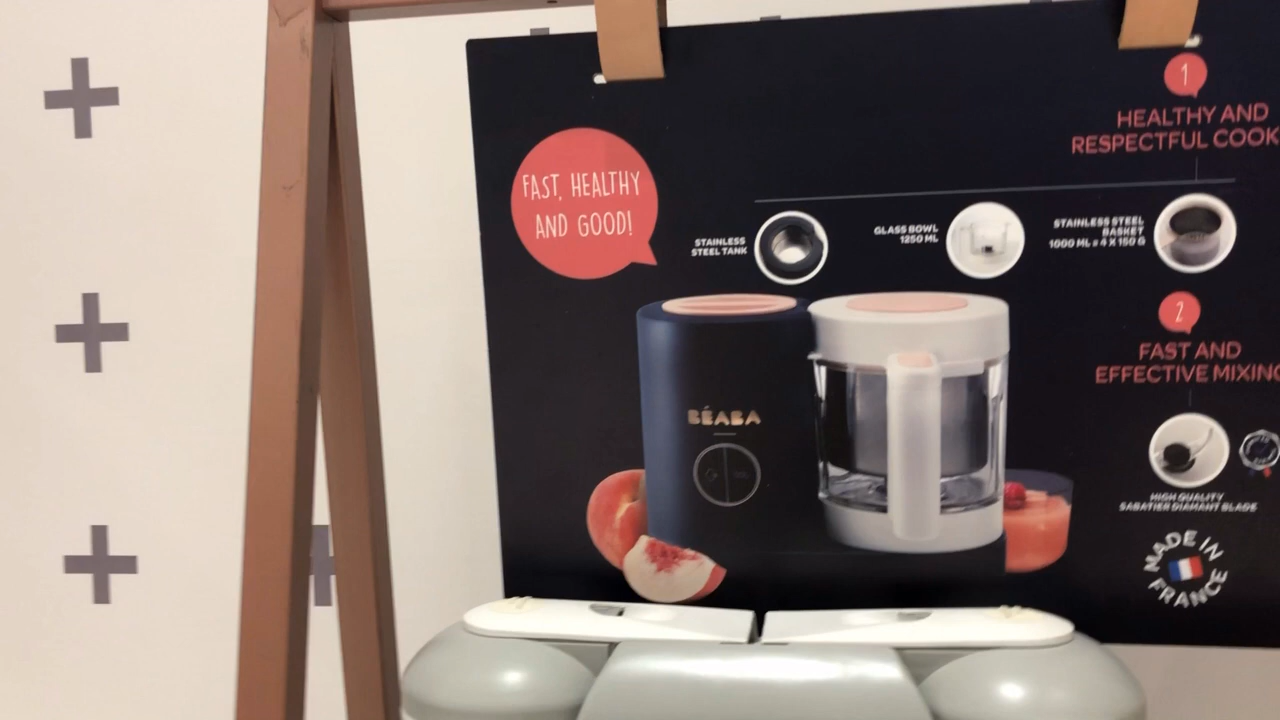 FAST, HEALTHY
AND GOOD!
1
HEALTHY AND
RESPECTFUL COOK
STAINLESS
STEEL TANK
GLASS BOWL
1250 ML
STAINLESS STEEL
BASKET
1000 ML = 4 X 150 G
2
FAST AND
EFFECTIVE MIXING
BÉABA
HIGH QUALITY
SABATIER DIAMANT BLADE
MADE IN
FRANCE